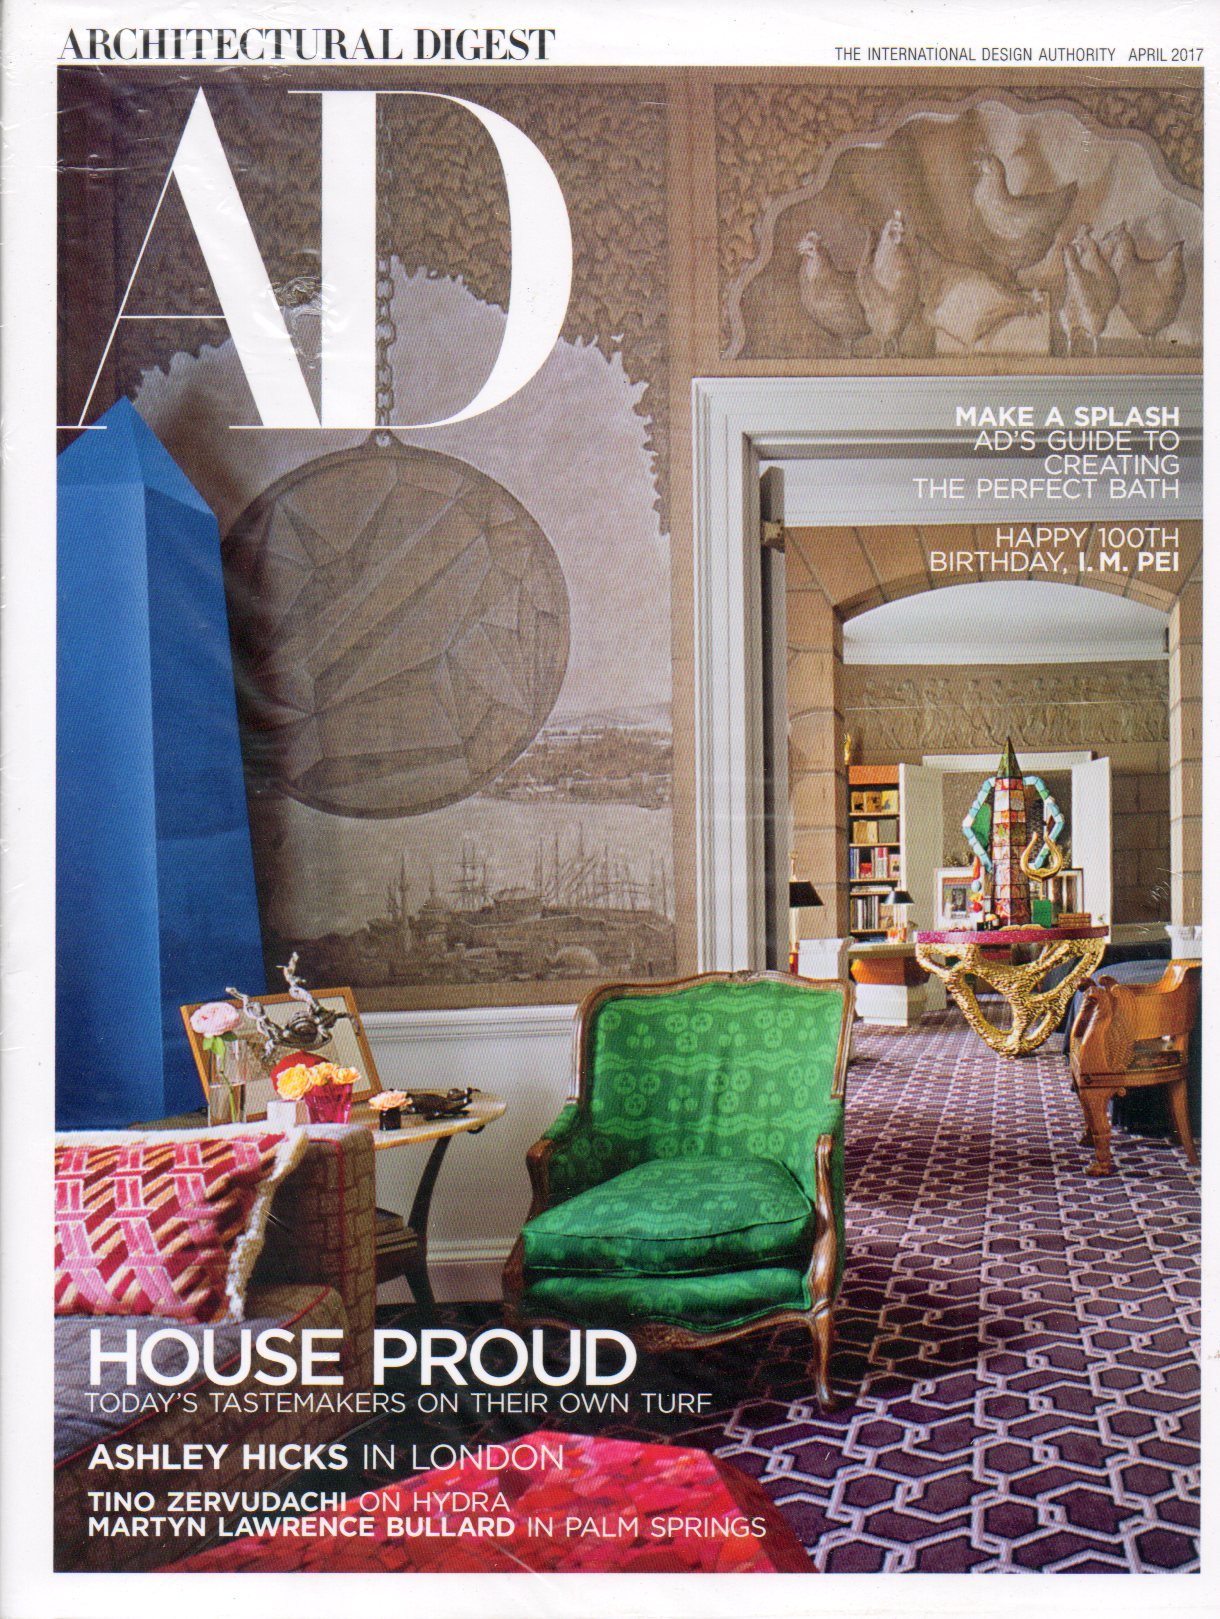 ARCHITECTURAL DIGEST
THE INTERNATIONAL DESIGN AUTHORITY APRIL 2017
AD
MAKE A SPLASH
AD'S GUIDE TO
CREATING
THE PERFECT BATH
HAPPY 100TH
BIRTHDAY, I. M. PEI
HOUSE PROUD
TODAY'S TASTEMAKERS ON THEIR OWN TURF
ASHLEY HICKS IN LONDON
TINO ZERVUDACHI ON HYDRA
MARTYN LAWRENCE BULLARD IN PALM SPRINGS